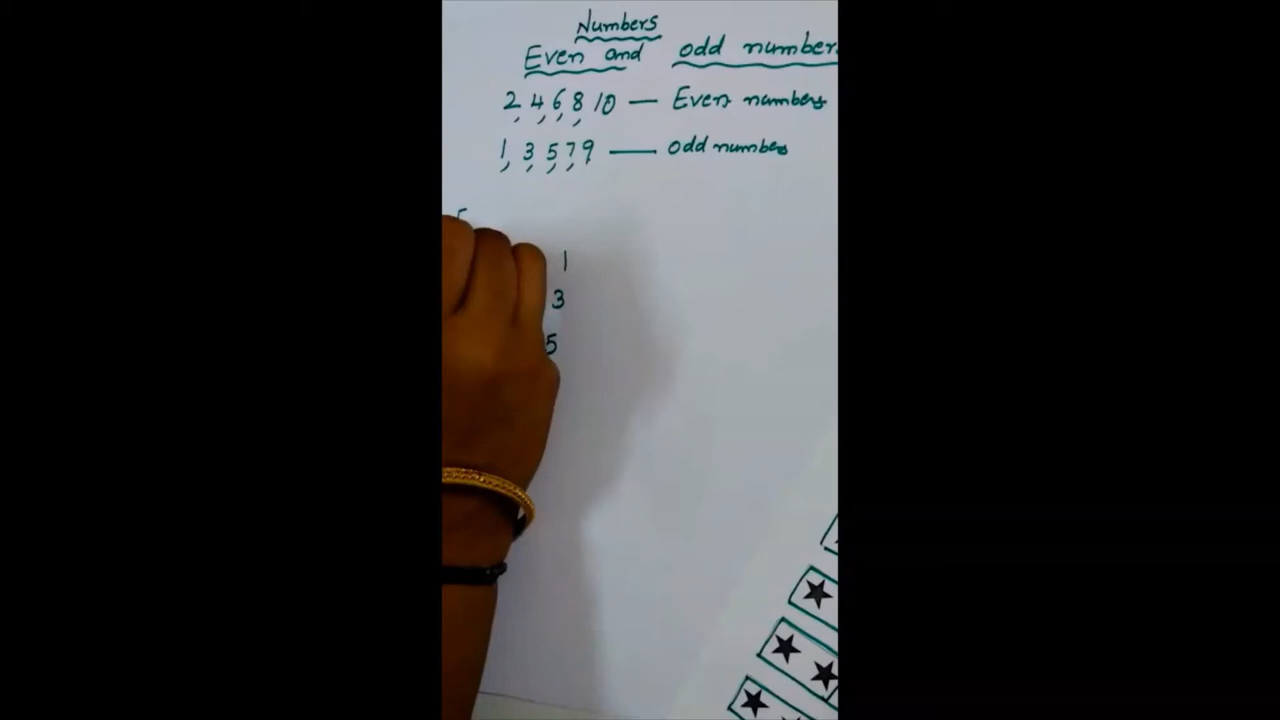 Numbers
Even and odd numbers
2, 4, 6, 8, 10 — Even numbers
1, 3, 5, 7, 9 — odd numbers
1
3
5